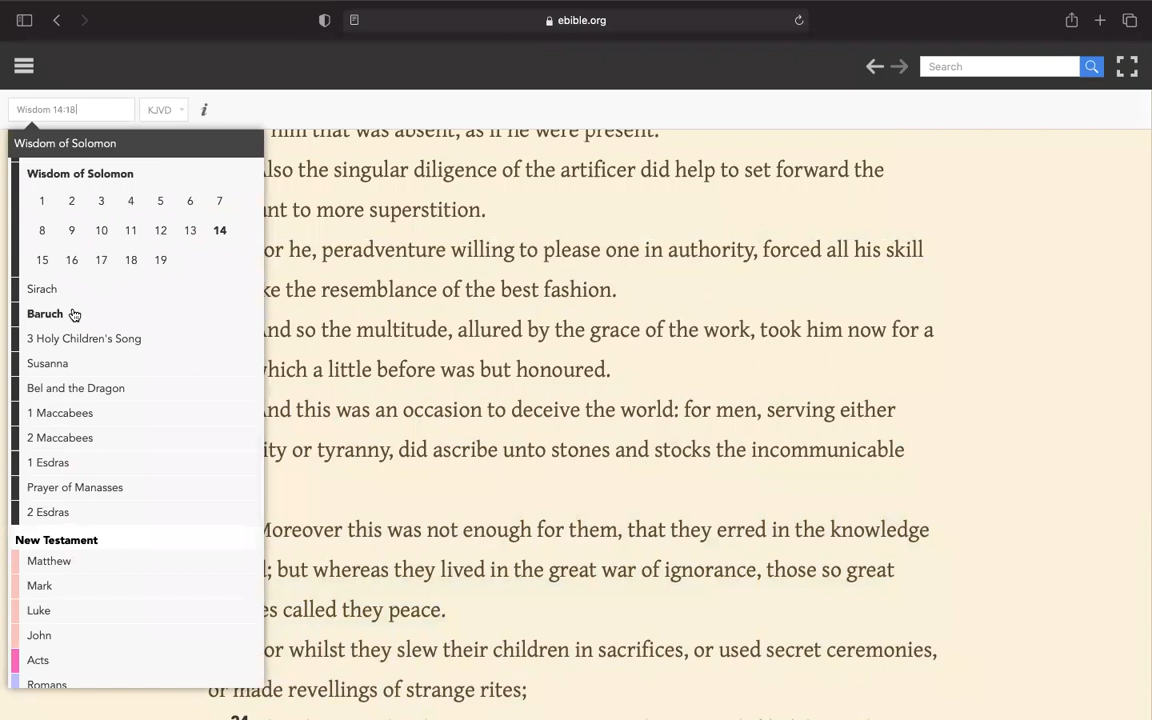 ebible.org
Search
Wisdom 14:18
KJVD
i
Wisdom of Solomon
Wisdom of Solomon
1 2 3 4 5 6 7
8 9 10 11 12 13 14
15 16 17 18 19
Sirach
Baruch
3 Holy Children's Song
Susanna
Bel and the Dragon
1 Maccabees
2 Maccabees
1 Esdras
Prayer of Manasses
2 Esdras
New Testament
Matthew
Mark
Luke
John
Acts
Romans
him that was absent, as if he were present.
lso the singular diligence of the artificer did help to set forward the
nt to more superstition.
or he, peradventure willing to please one in authority, forced all his skill
ke the resemblance of the best fashion.
nd so the multitude, allured by the grace of the work, took him now for a
hich a little before was but honoured.
nd this was an occasion to deceive the world: for men, serving either
ity or tyranny, did ascribe unto stones and stocks the incommunicable
oreover this was not enough for them, that they erred in the knowledge
; but whereas they lived in the great war of ignorance, those so great
es called they peace.
or whilst they slew their children in sacrifices, or used secret ceremonies,
or made revellings of strange rites;
24